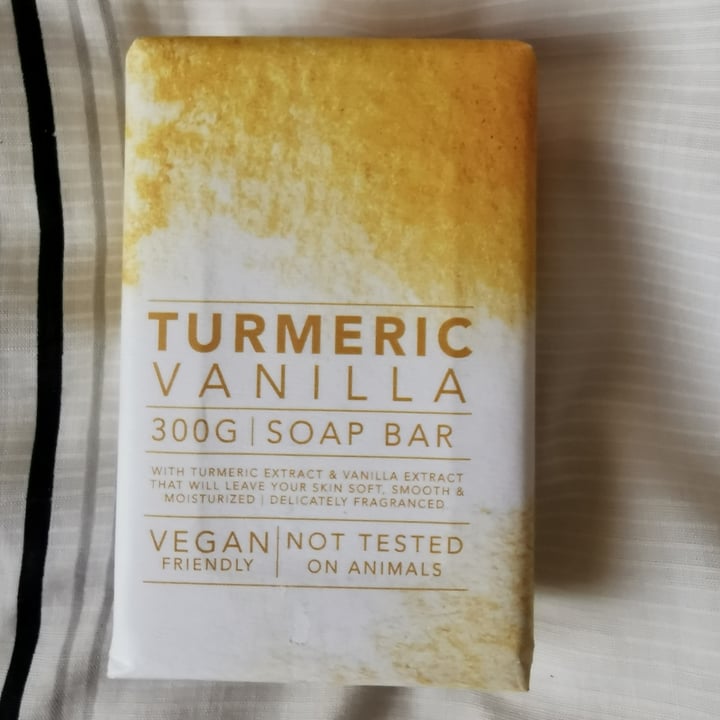 TURMERIC
VANILLA
300G | SOAP BAR
WITH TURMERIC EXTRACT & VANILLA EXTRACT
THAT WILL LEAVE YOUR SKIN SOFT, SMOOTH &
MOISTURIZED | DELICATELY FRAGRANCED
VEGAN | NOT TESTED
FRIENDLY | ON ANIMALS